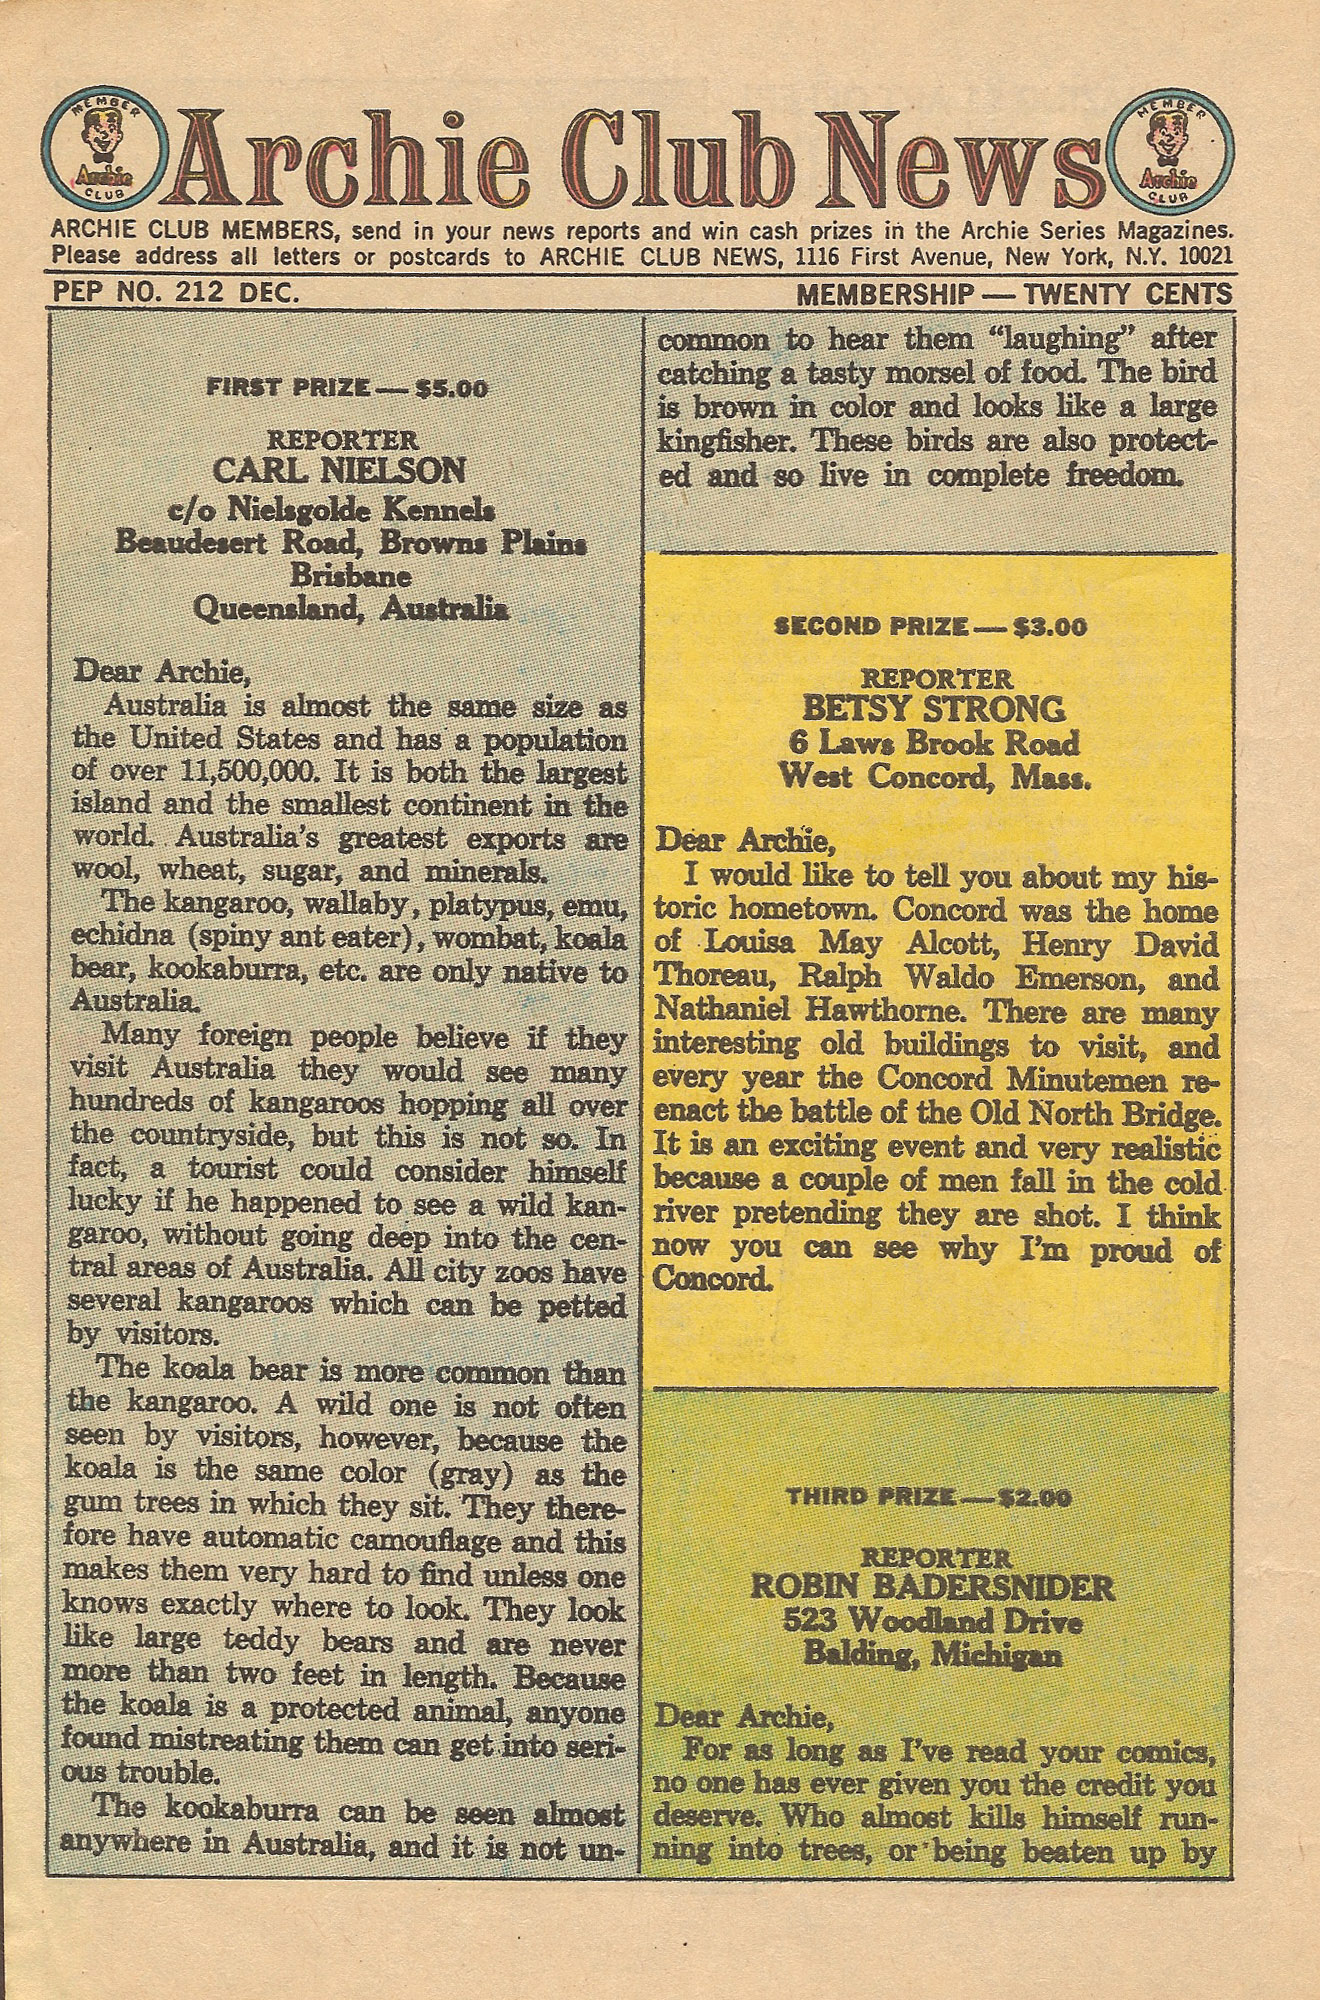 MEMBER
Archie
CLUB
Archie Club News
MEMBER
Archie
CLUB
ARCHIE CLUB MEMBERS, send in your news reports and win cash prizes in the Archie Series Magazines.
Please address all letters or postcards to ARCHIE CLUB NEWS, 1116 First Avenue, New York, N.Y. 10021
PEP NO. 212 DEC.
MEMBERSHIP — TWENTY CENTS
FIRST PRIZE — $5.00
REPORTER
CARL NIELSON
c/o Nielsgolde Kennels
Beaudesert Road, Browns Plains
Brisbane
Queensland, Australia
Dear Archie,
Australia is almost the same size as
the United States and has a population
of over 11,500,000. It is both the largest
island and the smallest continent in the
world. Australia's greatest exports are
wool, wheat, sugar, and minerals.
The kangaroo, wallaby, platypus, emu,
echidna (spiny ant eater), wombat, koala
bear, kookaburra, etc. are only native to
Australia.
Many foreign people believe if they
visit Australia they would see many
hundreds of kangaroos hopping all over
the countryside, but this is not so. In
fact, a tourist could consider himself
lucky if he happened to see a wild kan-
garoo, without going deep into the cen-
tral areas of Australia. All city zoos have
several kangaroos which can be petted
by visitors.
The koala bear is more common than
the kangaroo. A wild one is not often
seen by visitors, however, because the
koala is the same color (gray) as the
gum trees in which they sit. They there-
fore have automatic camouflage and this
makes them very hard to find unless one
knows exactly where to look. They look
like large teddy bears and are never
more than two feet in length. Because
the koala is a protected animal, anyone
found mistreating them can get into seri-
ous trouble.
The kookaburra can be seen almost
anywhere in Australia, and it is not un-
common to hear them "laughing" after
catching a tasty morsel of food. The bird
is brown in color and looks like a large
kingfisher. These birds are also protect-
ed and so live in complete freedom.
SECOND PRIZE — $3.00
REPORTER
BETSY STRONG
6 Laws Brook Road
West Concord, Mass.
Dear Archie,
I would like to tell you about my his-
toric hometown. Concord was the home
of Louisa May Alcott, Henry David
Thoreau, Ralph Waldo Emerson, and
Nathaniel Hawthorne. There are many
interesting old buildings to visit, and
every year the Concord Minutemen re-
enact the battle of the Old North Bridge.
It is an exciting event and very realistic
because a couple of men fall in the cold
river pretending they are shot. I think
now you can see why I'm proud of
Concord.
THIRD PRIZE — $2.00
REPORTER
ROBIN BADERSNIDER
523 Woodland Drive
Balding, Michigan
Dear Archie,
For as long as I've read your comics,
no one has ever given you the credit you
deserve. Who almost kills himself run-
ning into trees, or being beaten up by